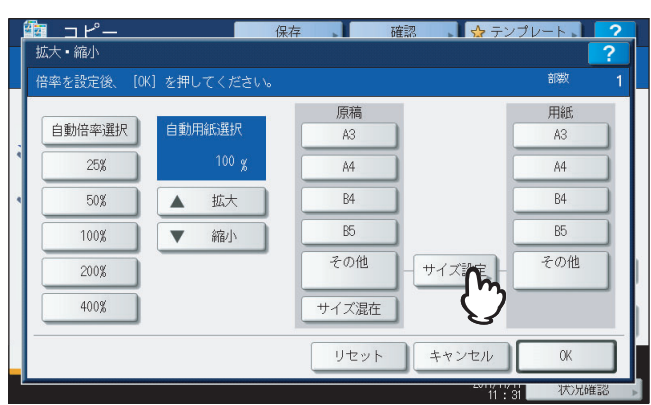 コピー
保存
確認
テンプレート
?
拡大・縮小
?
倍率を設定後、 [OK] を押してください。
部数 1
原稿
用紙
自動倍率選択
自動用紙選択
100 %
A3
A3
25%
A4
A4
50%
拡大
B4
B4
100%
縮小
B5
B5
200%
その他
サイズ設定
その他
400%
サイズ混在
リセット
キャンセル
OK
11:31
状況確認